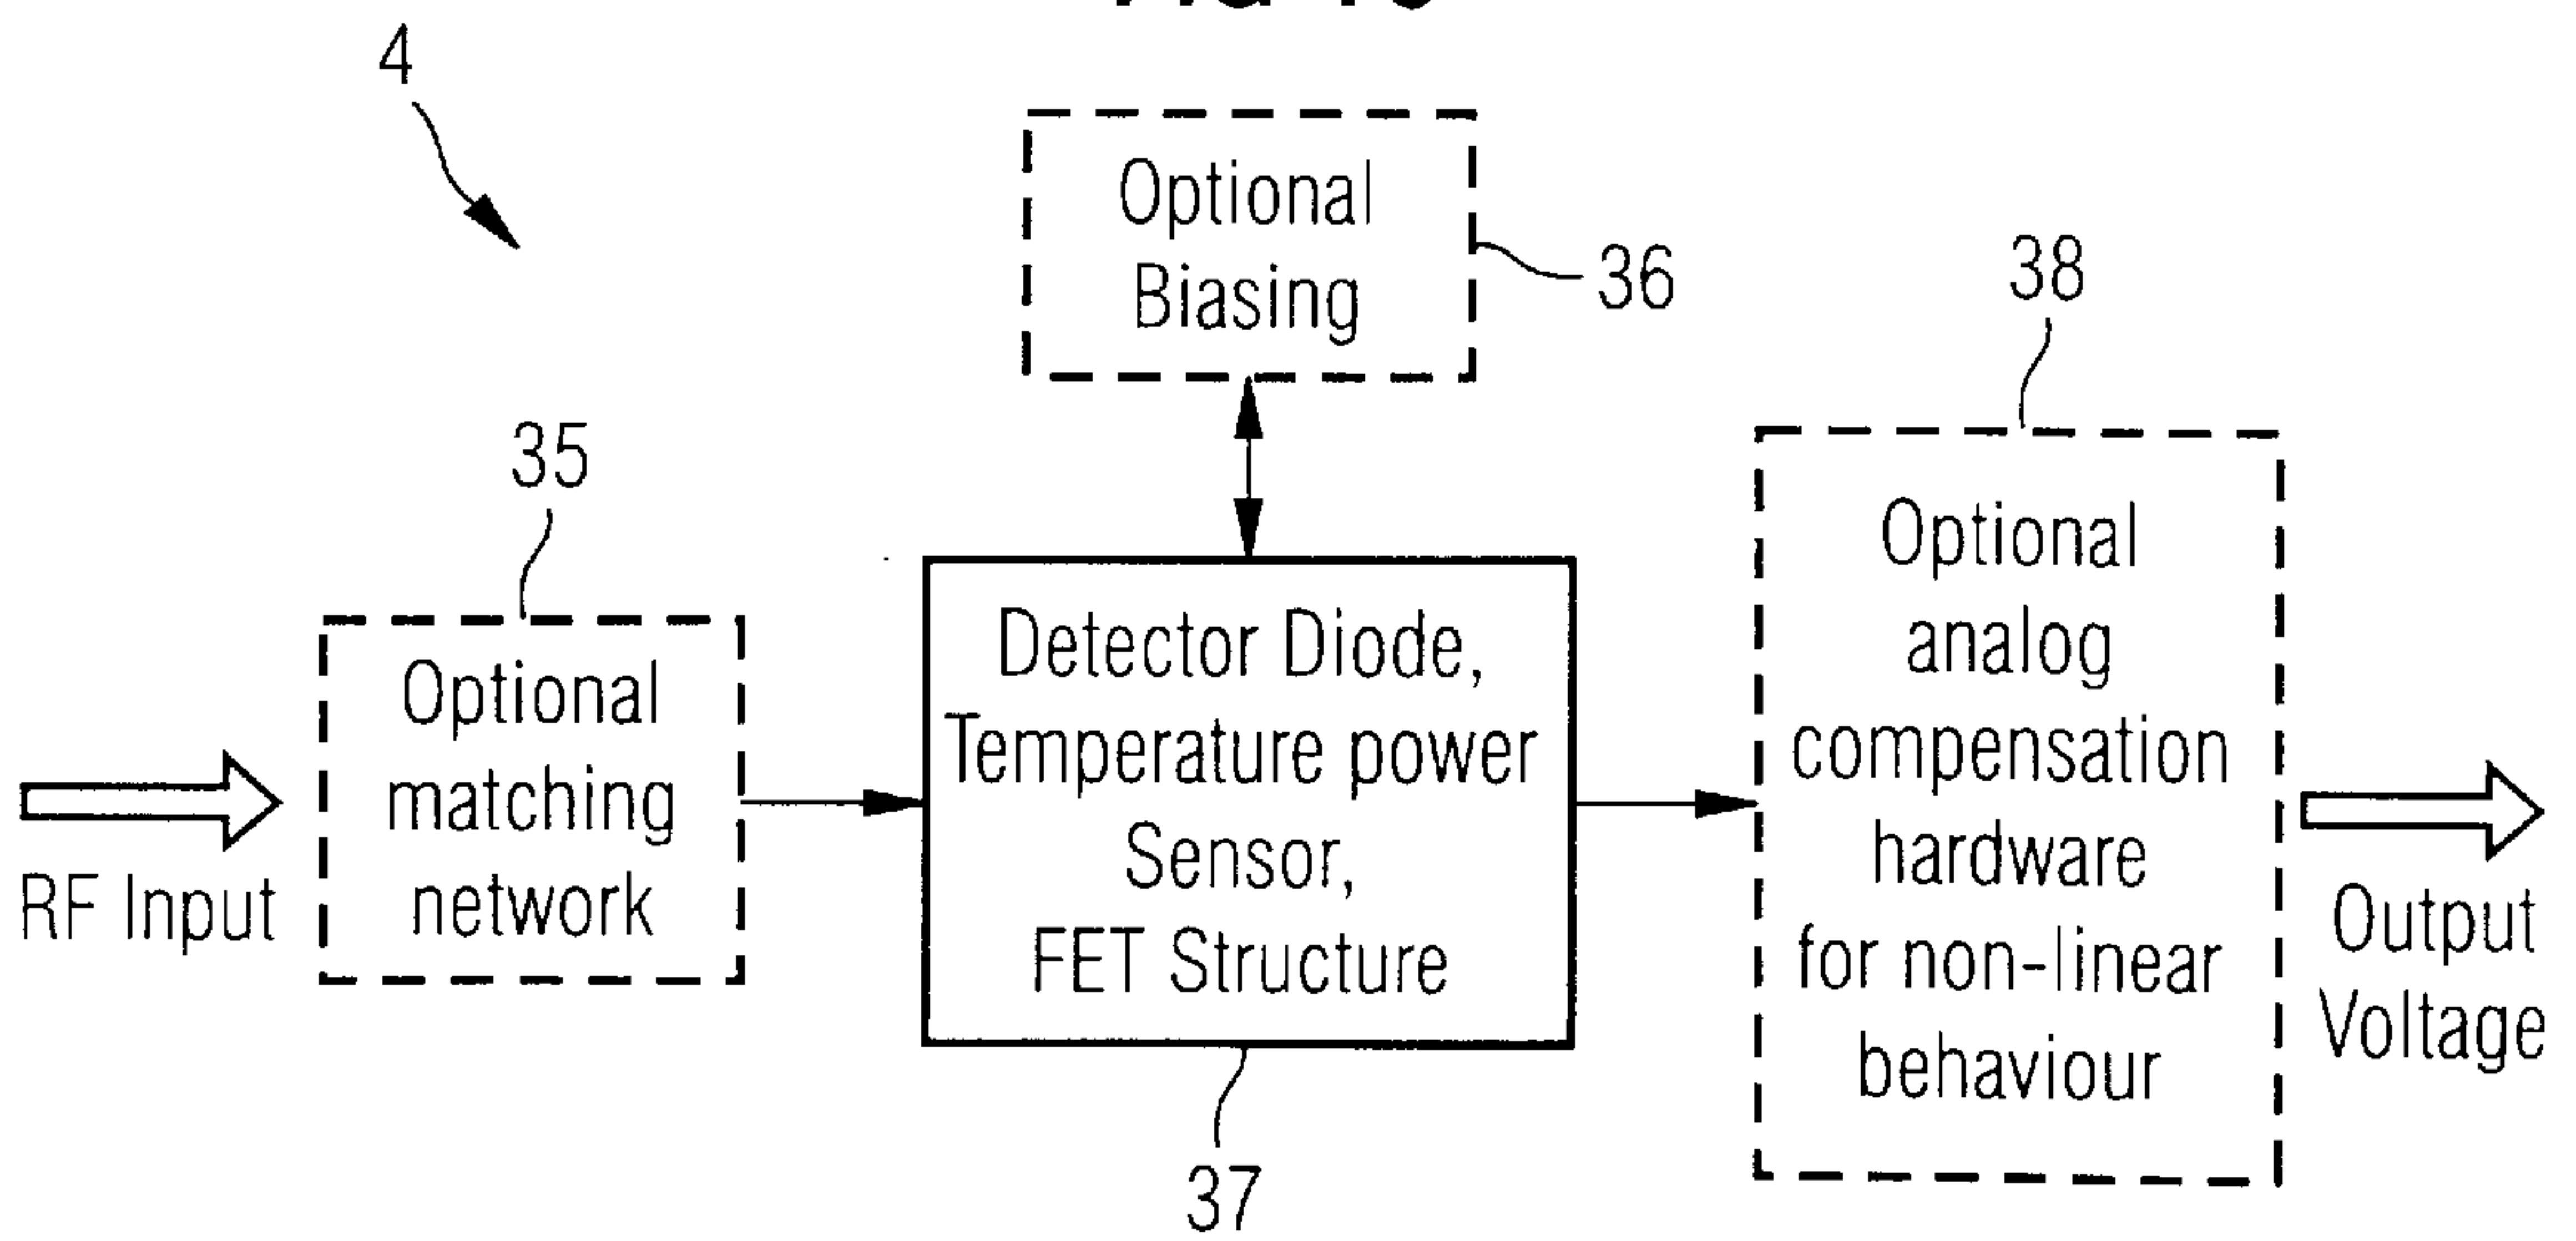 4
Optional
Biasing
36
38
35
Optional
matching
network
RF Input
Detector Diode,
Temperature power
Sensor,
FET Structure
37
Optional
analog
compensation
hardware
for non-linear
behaviour
Output
Voltage